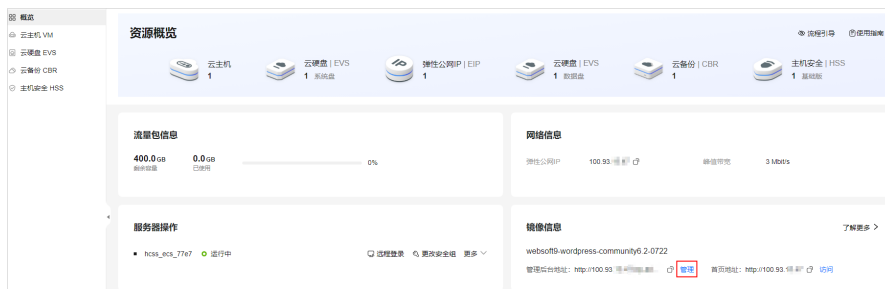 概览
云主机 VM
云硬盘 EVS
云备份 CBR
主机安全 HSS
资源概览
流程引导 使用指南
云主机 云硬盘 | EVS 弹性公网IP | EIP 云硬盘 | EVS 云备份 | CBR 主机安全 | HSS
1 1 系统盘 1 1 数据盘 1 1 基础版
流量包信息
400.0 GB 0.0 GB 0%
剩余容量 已使用
网络信息
弹性公网IP 100.93. 峰值带宽 3 Mbit/s
服务器操作
hcss_ecs_77e7 运行中 远程登录 更改安全组 更多
镜像信息 了解更多
websoft9-wordpress-community6.2-0722
管理后台地址: http://100.93. 管理 首页地址: http://100.93. 访问